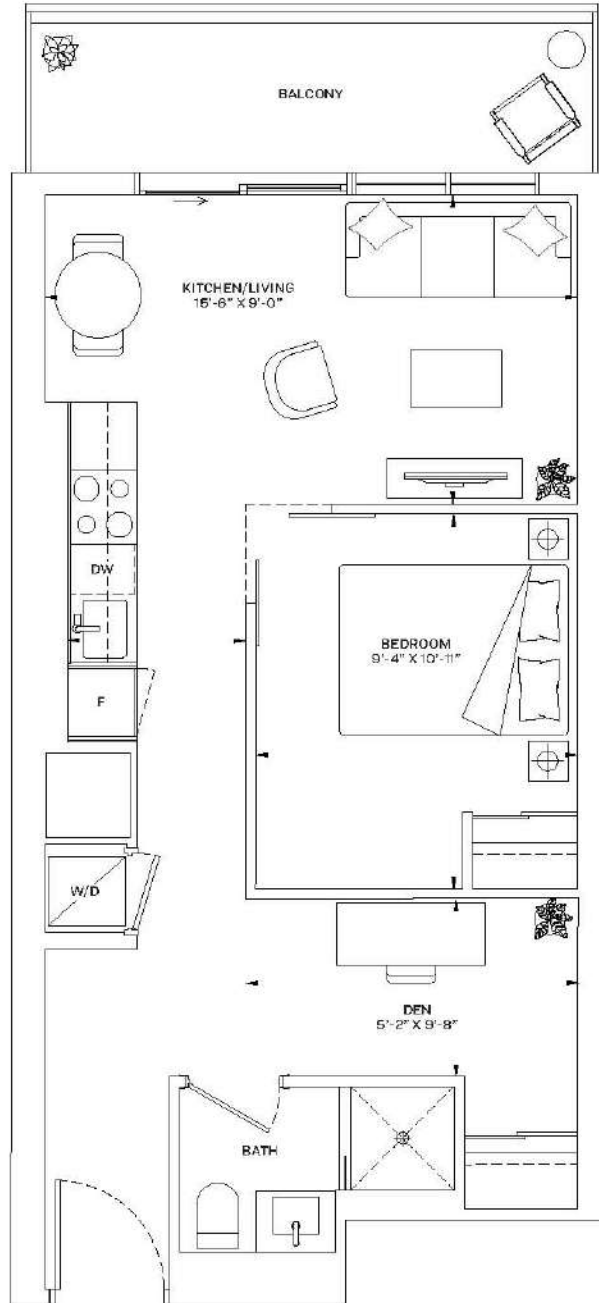 BALCONY
KITCHEN/LIVING
15'-6" X 9'-0"
DW
BEDROOM
9'-4" X 10'-11"
F
W/D
DEN
5'-2" X 9'-8"
BATH